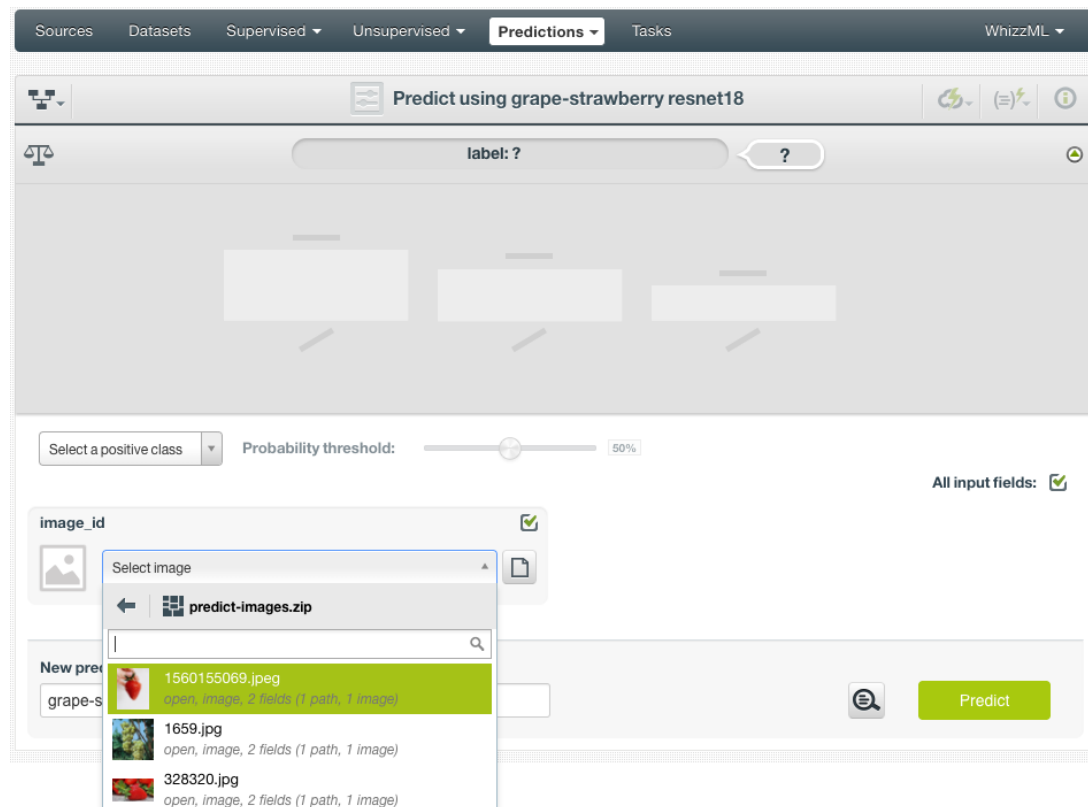 Sources Datasets Supervised Unsupervised Predictions Tasks WhizzML
Predict using grape-strawberry resnet18
label: ? ?
Select a positive class Probability threshold: 50%
All input fields:
image_id
Select image
predict-images.zip
1560155069.jpeg
open, image, 2 fields (1 path, 1 image)
New pred
grape-s Predict
1659.jpg
open, image, 2 fields (1 path, 1 image)
328320.jpg
open, image, 2 fields (1 path, 1 image)